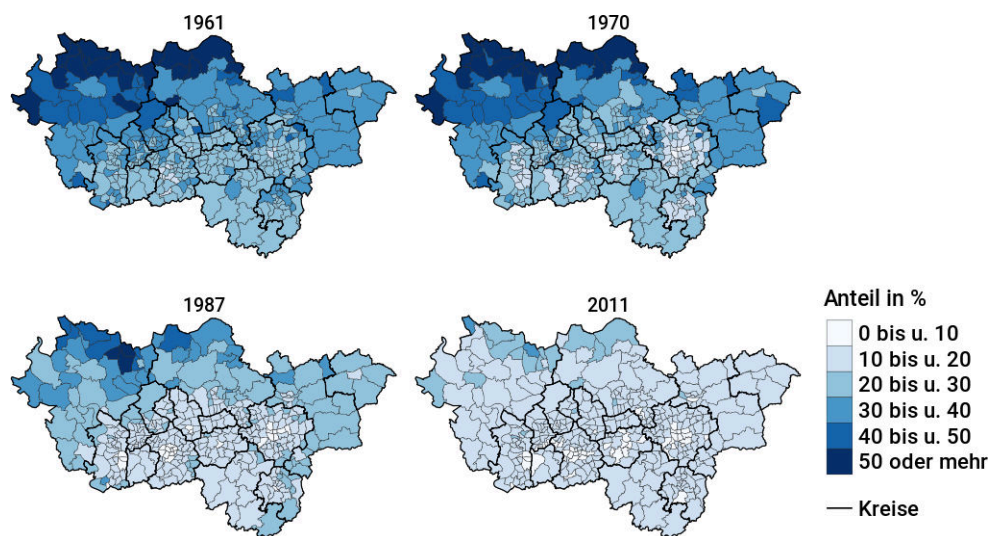 1961
1970
1987
2011
Anteil in %
0 bis u. 10
10 bis u. 20
20 bis u. 30
30 bis u. 40
40 bis u. 50
50 oder mehr
Kreise